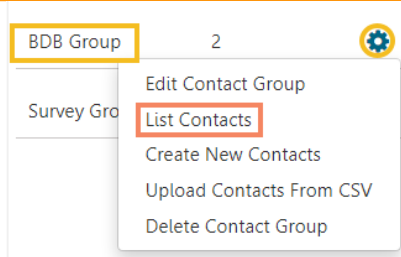 BDB Group 2
Edit Contact Group
Survey Gro
List Contacts
Create New Contacts
Upload Contacts From CSV
Delete Contact Group